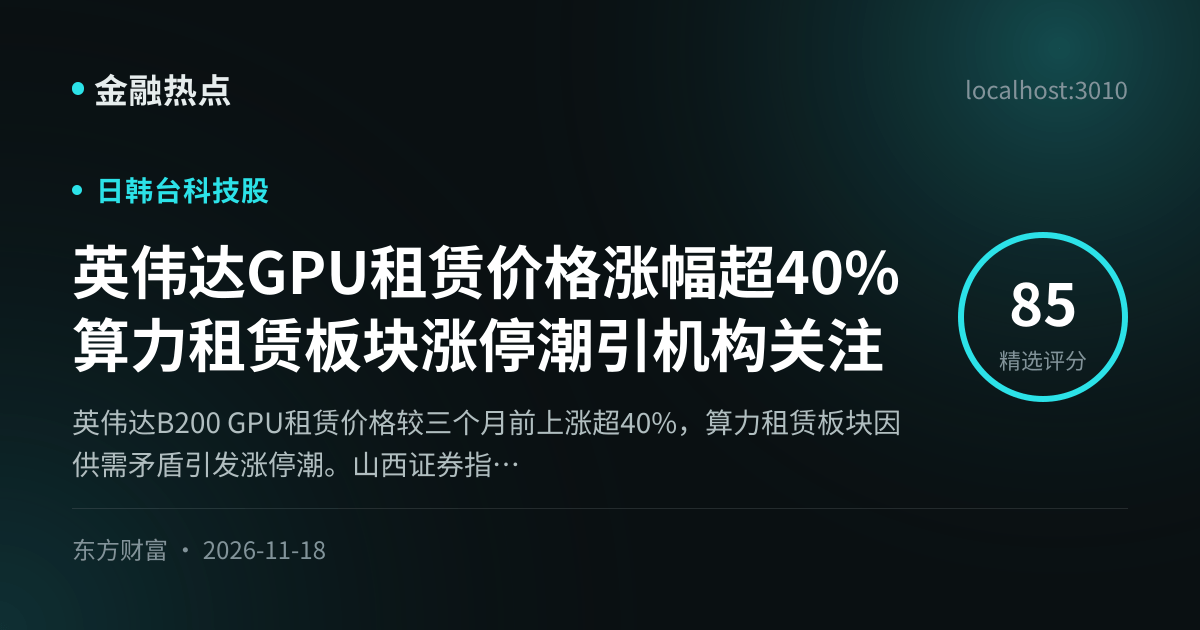 金融热点
localhost:3010
日韩台科技股
英伟达GPU租赁价格涨幅超40%
算力租赁板块涨停潮引机构关注
85
精选评分
英伟达B200 GPU租赁价格较三个月前上涨超40%，算力租赁板块因
供需矛盾引发涨停潮。山西证券指…
东方财富 · 2026-11-18